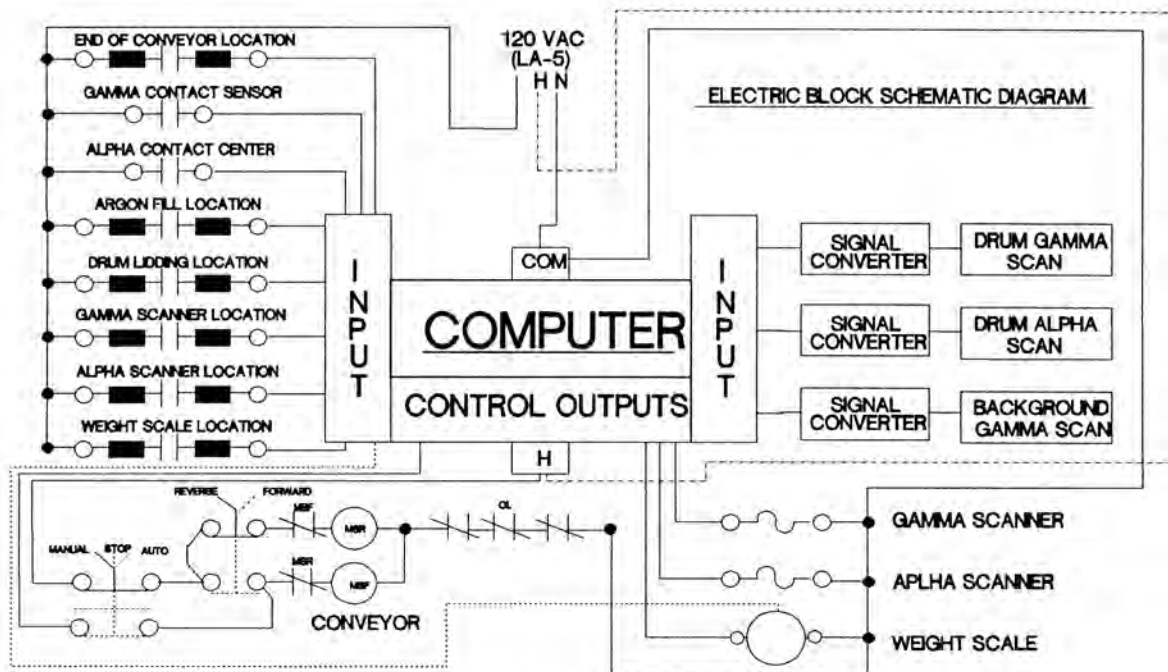 END OF CONVEYOR LOCATION
GAMMA CONTACT SENSOR
ALPHA CONTACT CENTER
ARGON FILL LOCATION
DRUM LIDDING LOCATION
GAMMA SCANNER LOCATION
ALPHA SCANNER LOCATION
WEIGHT SCALE LOCATION
120 VAC
(LA-5)
H N
ELECTRIC BLOCK SCHEMATIC DIAGRAM
INPUT
COM
COMPUTER
CONTROL OUTPUTS
H
INPUT
SIGNAL
CONVERTER
DRUM GAMMA
SCAN
SIGNAL
CONVERTER
DRUM ALPHA
SCAN
SIGNAL
CONVERTER
BACKGROUND
GAMMA SCAN
REVERSE
FORWARD
MSF
MSR
OL
MANUAL
STOP
AUTO
MSR
MSF
CONVEYOR
GAMMA SCANNER
APLHA SCANNER
WEIGHT SCALE